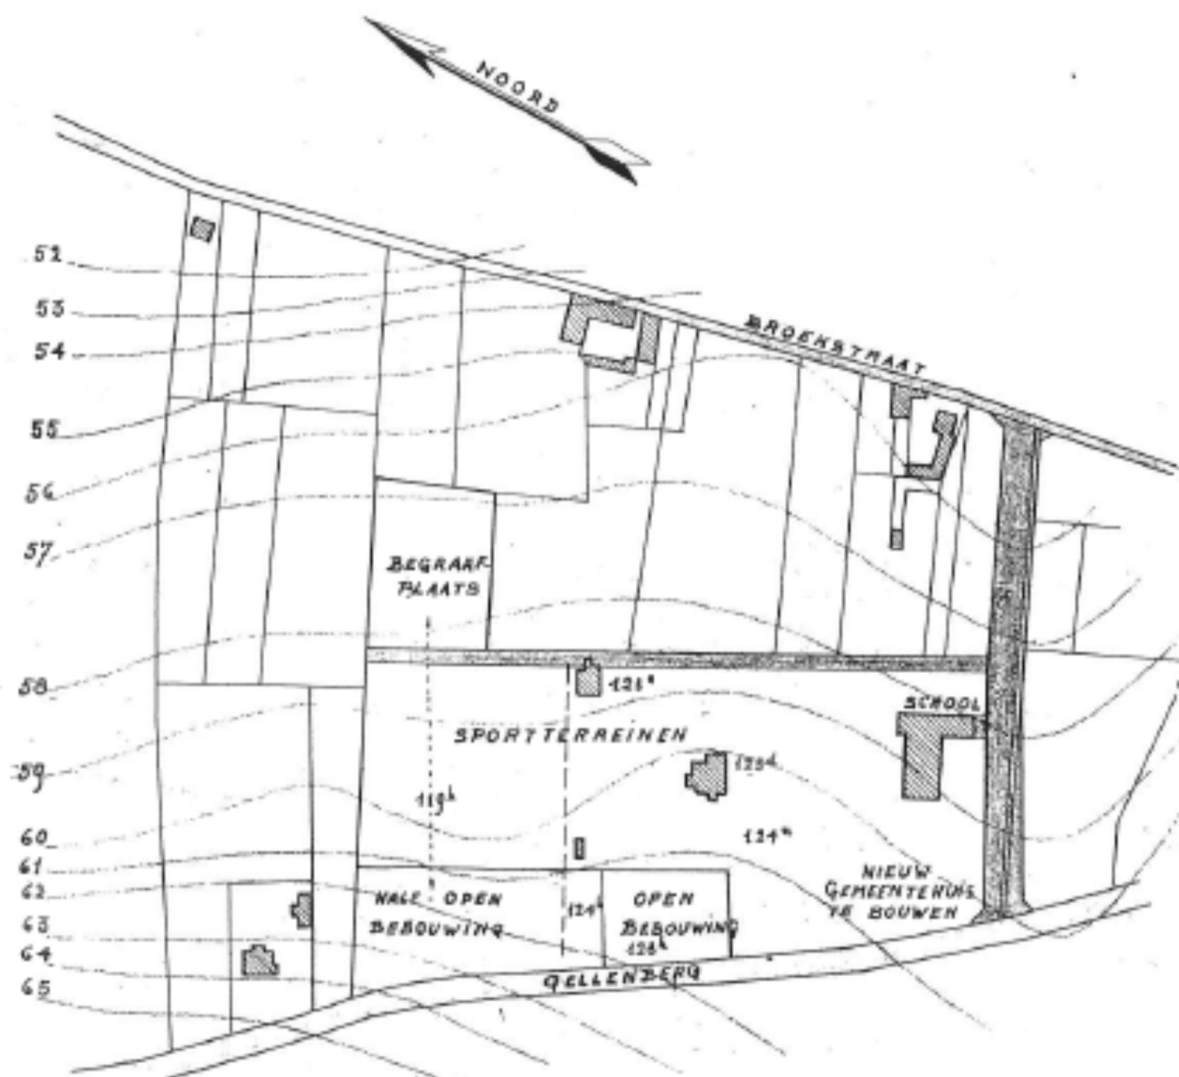 NOORD
BROEKSTRAAT
52
53
54
55
56
57
58
59
60
61
62
63
64
65
BEGRAAF
PLAATS
SCHOOL
SPORTTERREINEN
119h
NIEUW
GEMEENTEHUIS
TE BOUWEN
HALF OPEN
BEBOUWING
OPEN
BEBOUWING
GELLENBERG